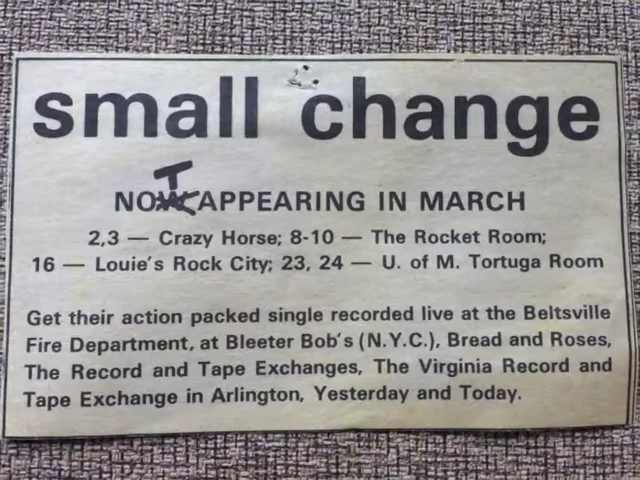 small change
NOT APPEARING IN MARCH
2,3 — Crazy Horse; 8-10 — The Rocket Room;
16 — Louie's Rock City; 23, 24 — U. of M. Tortuga Room
Get their action packed single recorded live at the Beltsville
Fire Department, at Bleeter Bob's (N.Y.C.), Bread and Roses,
The Record and Tape Exchanges, The Virginia Record and
Tape Exchange in Arlington, Yesterday and Today.